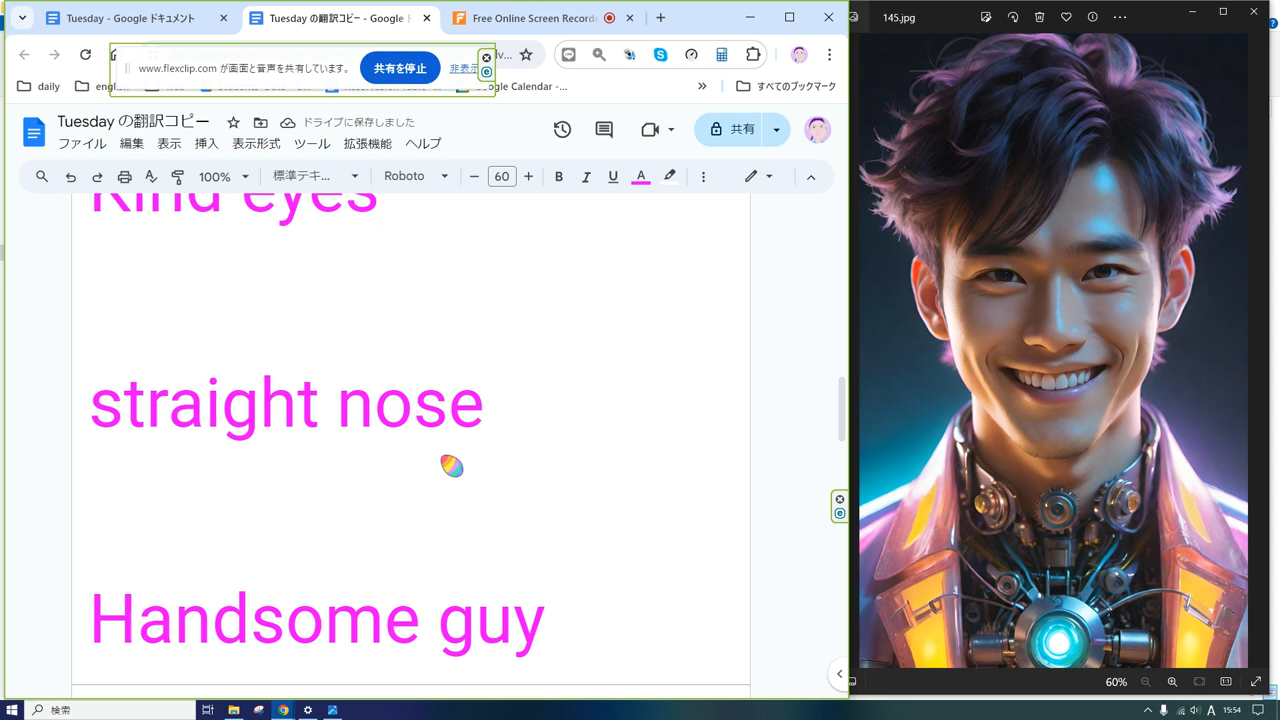 Tuesday - Google ドキュメント
Tuesday の翻訳コピー - Google ド
Free Online Screen Record
145.jpg
www.flexclip.com が画面と音声を共有しています。
共有を停止
非表示
daily
Google Calendar -...
すべてのブックマーク
Tuesday の翻訳コピー
ドライブに保存しました
ファイル
編集
表示
挿入
表示形式
ツール
拡張機能
ヘルプ
共有
100%
標準テキ...
Roboto
60
B
I
U
A
Kind eyes
straight nose
Handsome guy
60%
検索
A
15:54